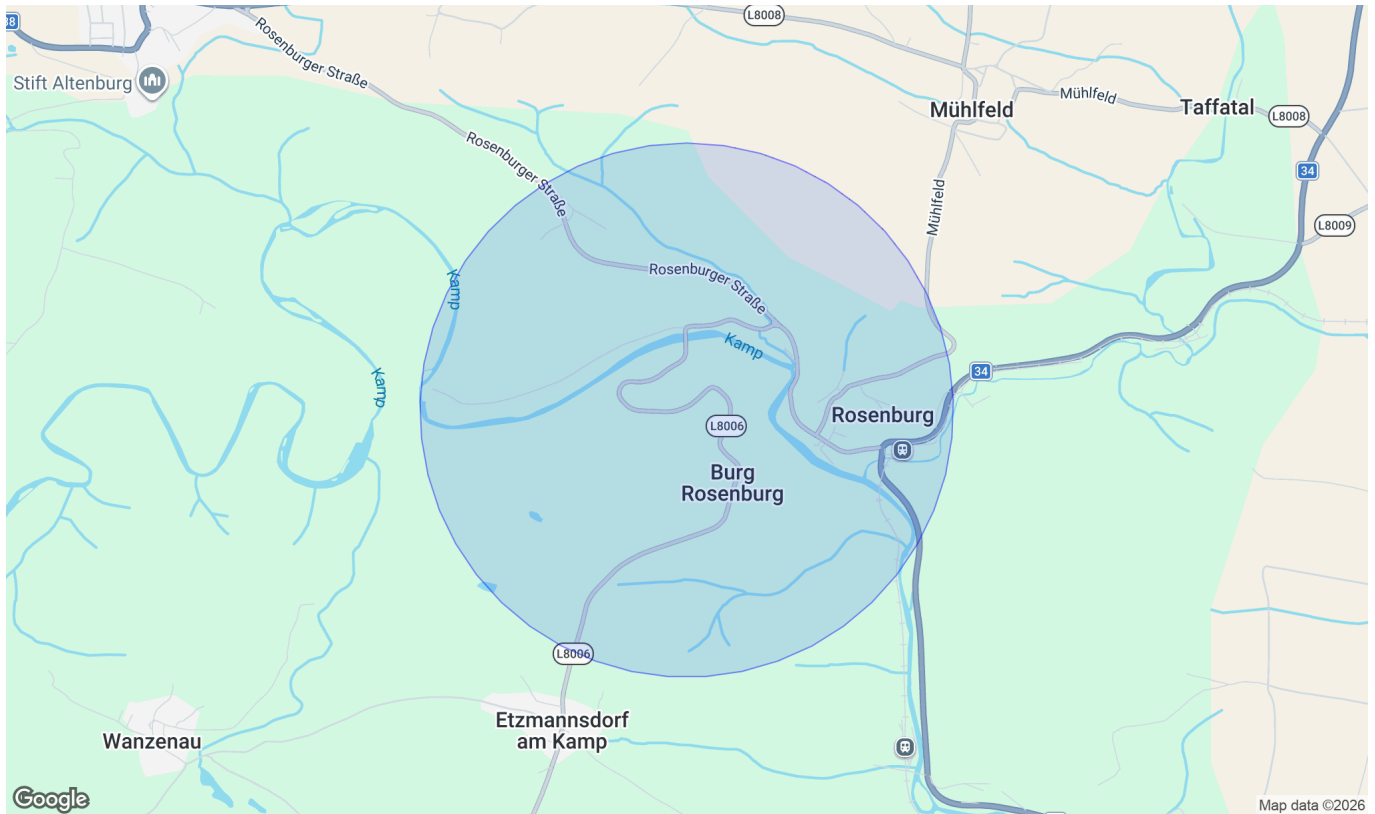 L8008
38
Rosenburger Straße
Stift Altenburg
Mühlfeld
Mühlfeld
Taffatal
L8008
Rosenburger Straße
34
Mühlfeld
L8009
Kamp
Rosenburger Straße
Kamp
Kamp
34
Rosenburg
L8006
Burg
Rosenburg
L8006
Etzmannsdorf
am Kamp
Wanzenau
Google
Map data ©2026